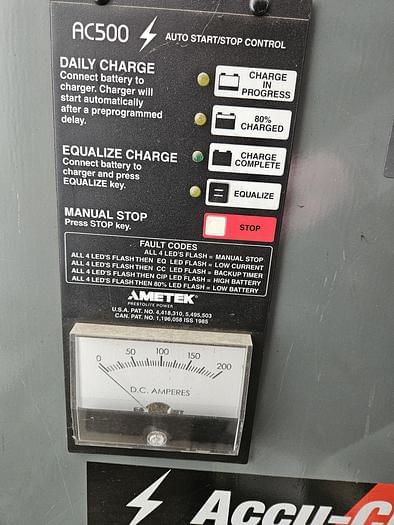 AC500 AUTO START/STOP CONTROL
DAILY CHARGE
Connect battery to
charger. Charger will
start automatically
after a preprogrammed
delay.
CHARGE
IN
PROGRESS
80%
CHARGED
EQUALIZE CHARGE
Connect battery to
charger and press
EQUALIZE key.
CHARGE
COMPLETE
EQUALIZE
MANUAL STOP
Press STOP key.
STOP
FAULT CODES
ALL 4 LED'S FLASH = MANUAL STOP
ALL 4 LED'S FLASH THEN EQ LED FLASH = LOW CURRENT
ALL 4 LED'S FLASH THEN CC LED FLASH = BACKUP TIMER
ALL 4 LED'S FLASH THEN CIP LED FLASH = HIGH BATTERY
ALL 4 LED'S FLASH THEN 80% LED FLASH = LOW BATTERY
AMETEK
PRESTOLITE POWER
U.S.A. PAT. NO. 4,418,310, 5,495,503
CAN. PAT. NO. 1,196,058 ISS 1985
0 50 100 150 200
D.C. AMPERES
ACCU-C